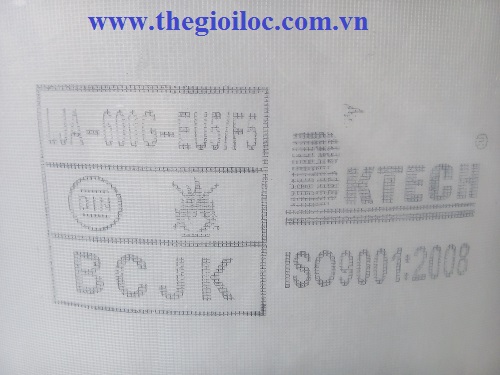 www.thegioiloc.com.vn
LJA-600G-EU5/F5
DIN
BCJK
KTECH®
ISO9001:2008